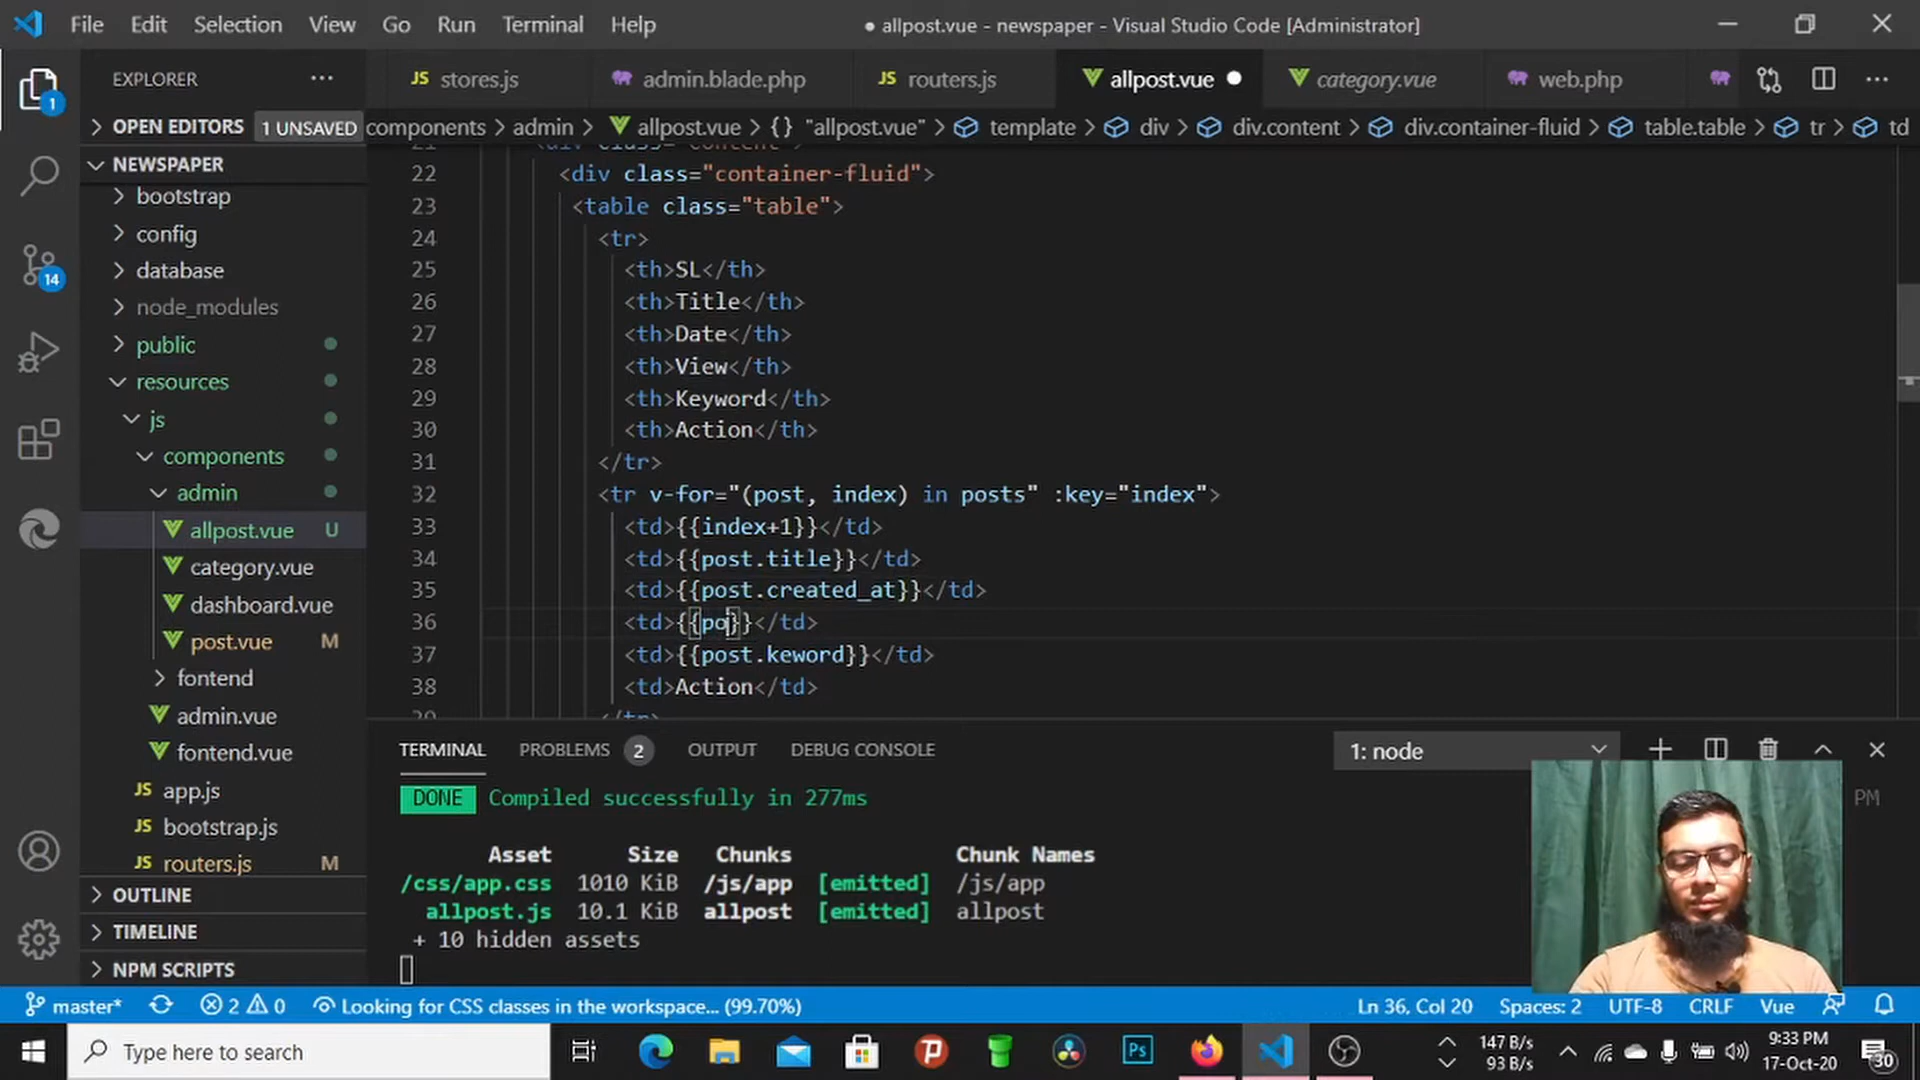 File Edit Selection View Go Run Terminal Help
● allpost.vue - newspaper - Visual Studio Code [Administrator]
EXPLORER
JS stores.js
admin.blade.php
JS routers.js
allpost.vue
category.vue
web.php
OPEN EDITORS 1 UNSAVED
components > admin > allpost.vue > {} "allpost.vue" > template > div > div.content > div.container-fluid > table.table > tr > td
NEWSPAPER
bootstrap
config
database
node_modules
public
resources
js
components
admin
allpost.vue U
category.vue
dashboard.vue
post.vue M
fontend
admin.vue
fontend.vue
JS app.js
JS bootstrap.js
JS routers.js M
OUTLINE
TIMELINE
NPM SCRIPTS
1
14
22 <div class="container-fluid">
23 <table class="table">
24 <tr>
25 <th>SL</th>
26 <th>Title</th>
27 <th>Date</th>
28 <th>View</th>
29 <th>Keyword</th>
30 <th>Action</th>
31 </tr>
32 <tr v-for="(post, index) in posts" :key="index">
33 <td>{{index+1}}</td>
34 <td>{{post.title}}</td>
35 <td>{{post.created_at}}</td>
36 <td>{{po}}</td>
37 <td>{{post.keword}}</td>
38 <td>Action</td>
TERMINAL PROBLEMS 2 OUTPUT DEBUG CONSOLE
1: node
DONE Compiled successfully in 277ms
PM
Asset Size Chunks Chunk Names
/css/app.css 1010 KiB /js/app [emitted] /js/app
allpost.js 10.1 KiB allpost [emitted] allpost
+ 10 hidden assets
master* 2 0 Looking for CSS classes in the workspace... (99.70%)
Ln 36, Col 20 Spaces: 2 UTF-8 CRLF Vue
Type here to search
Ps
147 B/s
93 B/s
9:33 PM
17-Oct-20
30